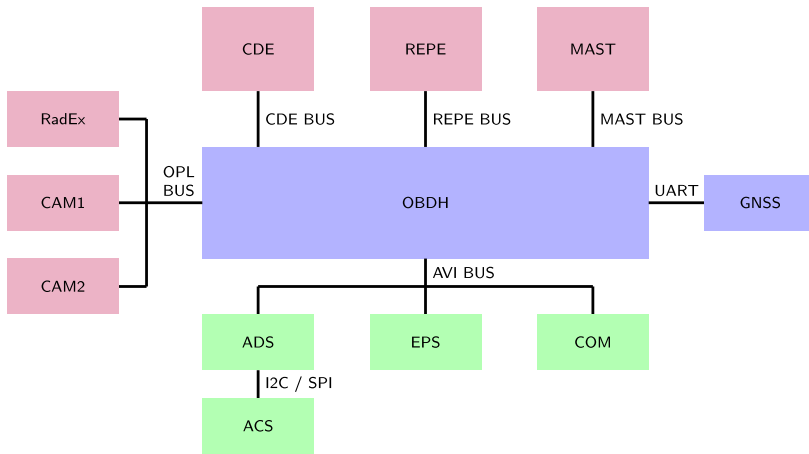 CDE
REPE
MAST
CDE BUS
REPE BUS
MAST BUS
RadEx
CAM1
CAM2
OPL
BUS
OBDH
UART
GNSS
AVI BUS
ADS
EPS
COM
I2C / SPI
ACS